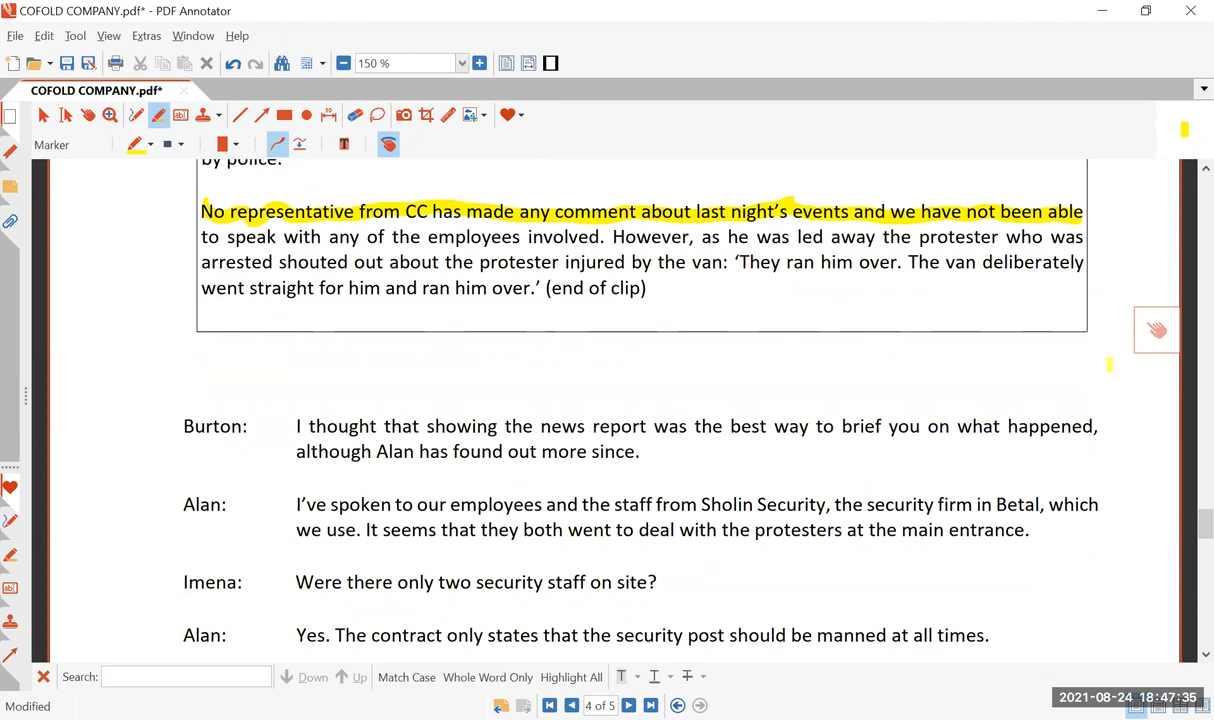 COFOLD COMPANY.pdf* - PDF Annotator
File Edit Tool View Extras Window Help
150 %
COFOLD COMPANY.pdf*
Marker
by police.
No representative from CC has made any comment about last night's events and we have not been able
to speak with any of the employees involved. However, as he was led away the protester who was
arrested shouted out about the protester injured by the van: 'They ran him over. The van deliberately
went straight for him and ran him over.' (end of clip)
Burton: I thought that showing the news report was the best way to brief you on what happened,
although Alan has found out more since.
Alan: I've spoken to our employees and the staff from Sholin Security, the security firm in Betal, which
we use. It seems that they both went to deal with the protesters at the main entrance.
Imena: Were there only two security staff on site?
Alan: Yes. The contract only states that the security post should be manned at all times.
Search: Down Up Match Case Whole Word Only Highlight All
Modified 4 of 5 2021-08-24 18:47:35